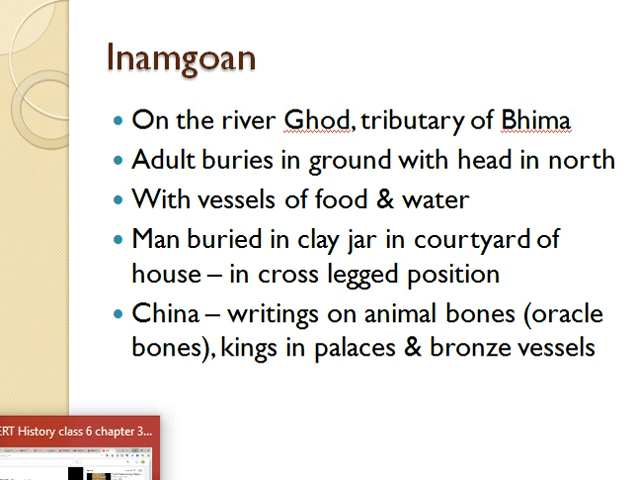 Inamgoan
On the river Ghod, tributary of Bhima
Adult buries in ground with head in north
With vessels of food & water
Man buried in clay jar in courtyard of
house – in cross legged position
China – writings on animal bones (oracle
bones), kings in palaces & bronze vessels
ERT History class 6 chapter 3...